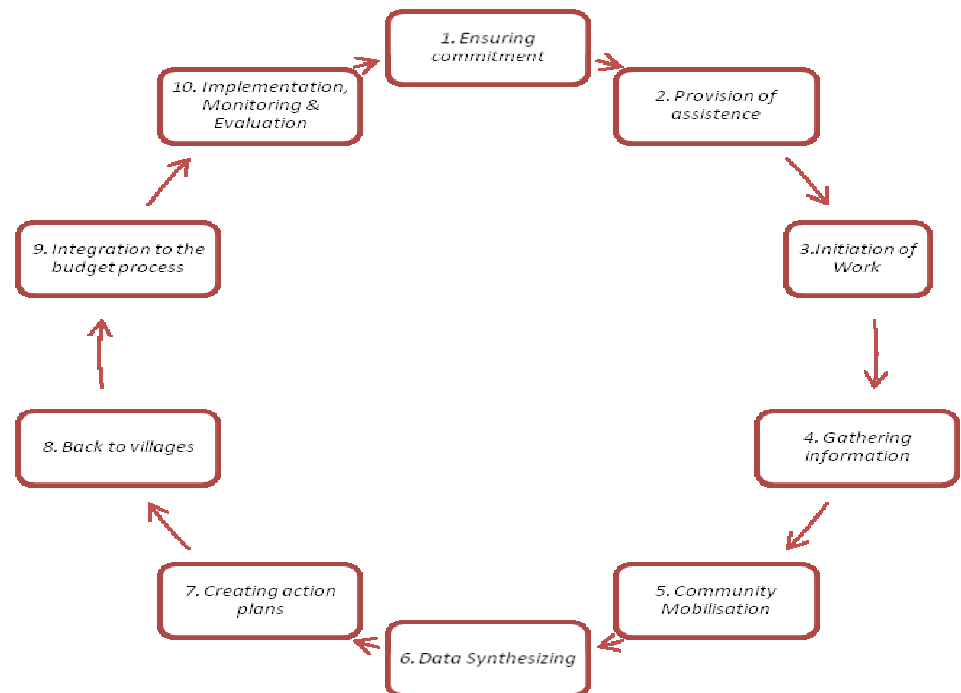 1. Ensuring
commitment
2. Provision of
assistence
3.Initiation of
Work
4. Gathering
information
5. Community
Mobilisation
6. Data Synthesizing
7. Creating action
plans
8. Back to villages
9. Integration to the
budget process
10. Implementation,
Monitoring &
Evaluation